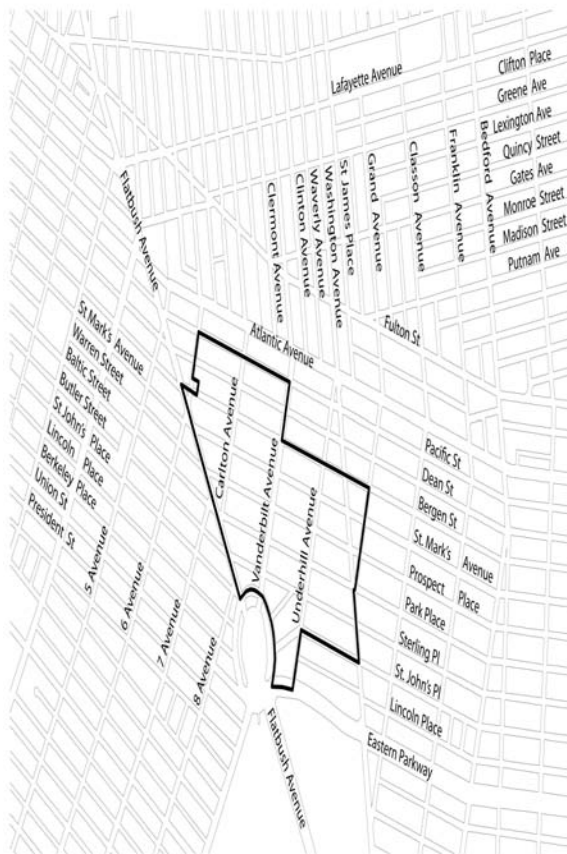 Lafayette Avenue
Clifton Place
Greene Ave
Lexington Ave
Quincy Street
Gates Ave
Monroe Street
Madison Street
Putnam Ave
Bedford Avenue
Franklin Avenue
Classon Avenue
Grand Avenue
St James Place
Washington Avenue
Waverly Avenue
Clinton Avenue
Clermont Avenue
Flatbush Avenue
Fulton St
Atlantic Avenue
St Mark's Avenue
Warren Street
Baltic Street
Butler Street
St John's Place
Lincoln Place
Berkeley Place
Union St
President St
5 Avenue
6 Avenue
7 Avenue
8 Avenue
Carlton Avenue
Vanderbilt Avenue
Underhill Avenue
Pacific St
Dean St
Bergen St
St. Mark's Avenue
Prospect Place
Park Place
Sterling Pl
St. John's Pl
Lincoln Place
Eastern Parkway
Flatbush Avenue